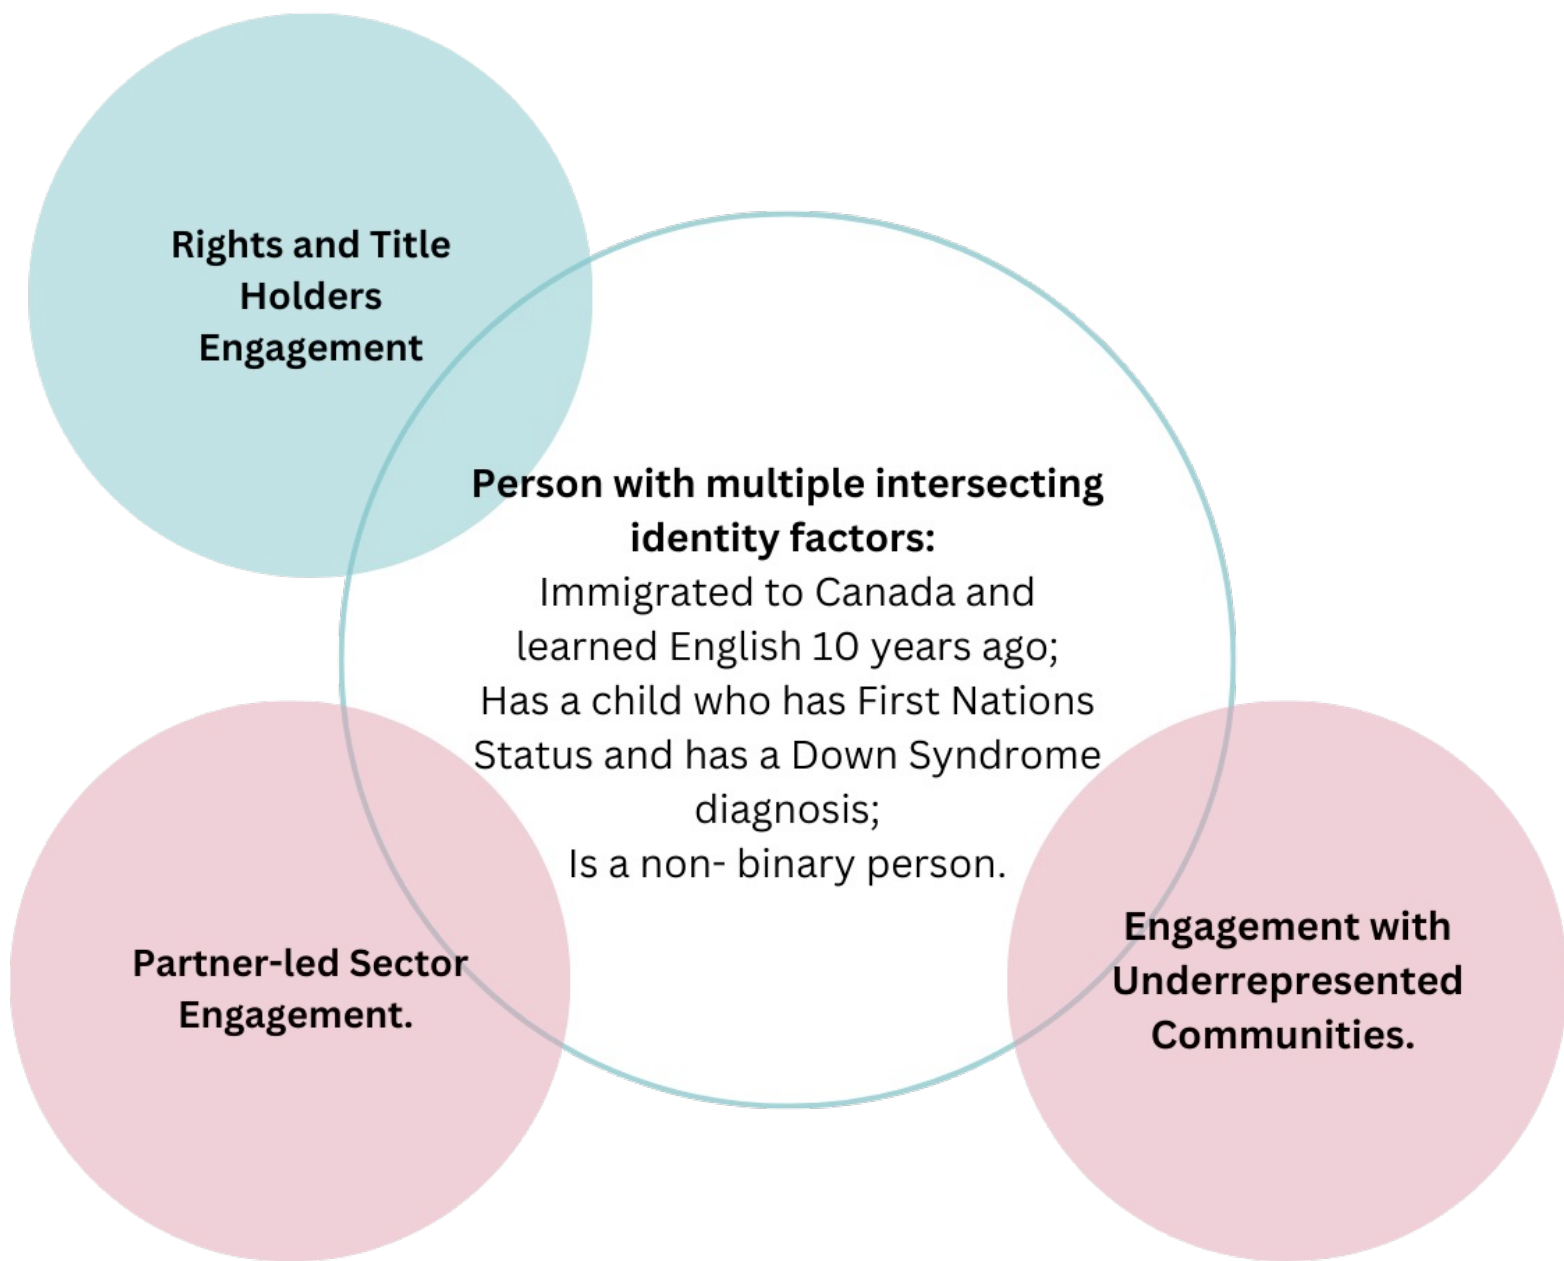 Rights and Title
Holders
Engagement
Person with multiple intersecting
identity factors:
Immigrated to Canada and
learned English 10 years ago;
Has a child who has First Nations
Status and has a Down Syndrome
diagnosis;
Is a non- binary person.
Partner-led Sector
Engagement.
Engagement with
Underrepresented
Communities.